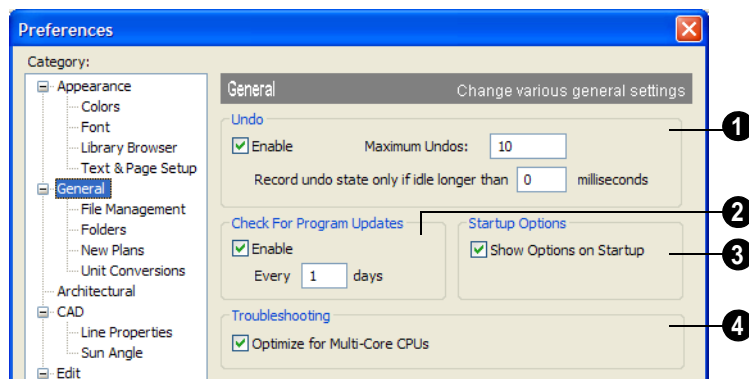 Preferences
Category:
Appearance
Colors
Font
Library Browser
Text & Page Setup
General
File Management
Folders
New Plans
Unit Conversions
Architectural
CAD
Line Properties
Sun Angle
Edit
General Change various general settings
Undo
Enable Maximum Undos: 10
Record undo state only if idle longer than 0 milliseconds
1
Check For Program Updates
Enable
Every 1 days
2
Startup Options
Show Options on Startup
3
Troubleshooting
Optimize for Multi-Core CPUs
4